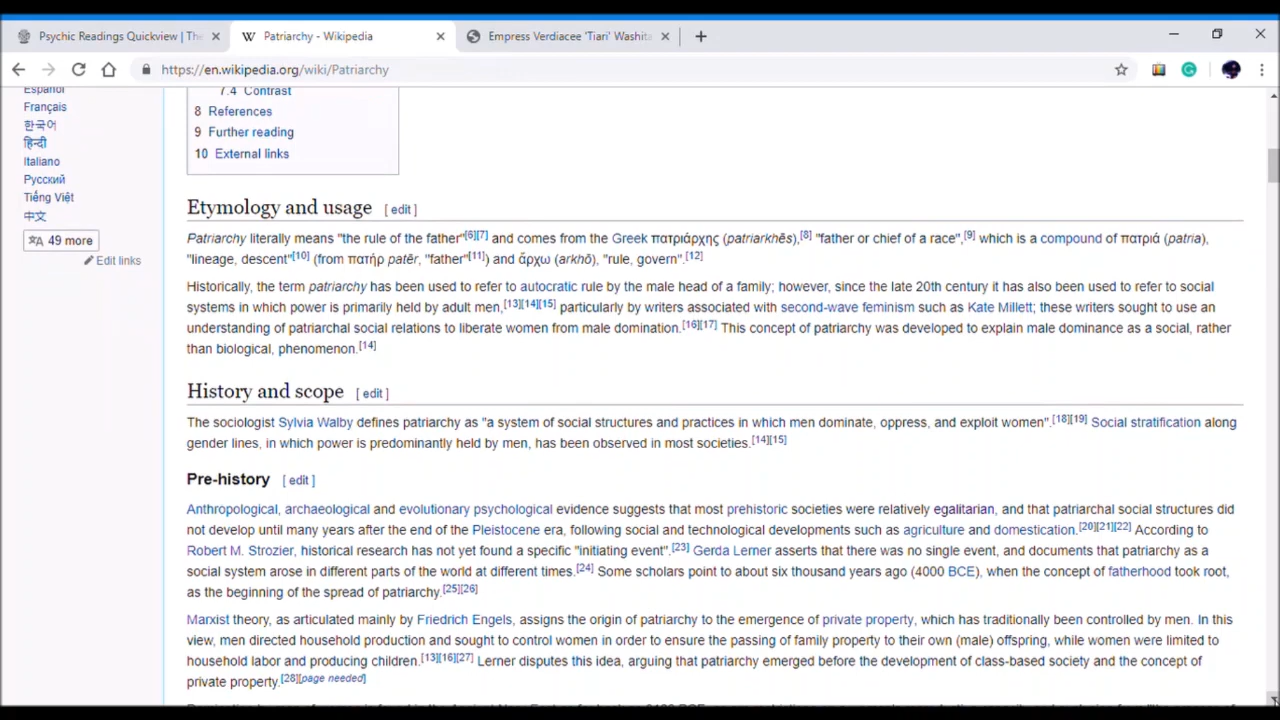 Psychic Readings Quickview | The
Patriarchy - Wikipedia
Empress Verdiacee 'Tiari' Washita
https://en.wikipedia.org/wiki/Patriarchy
Español
Français
한국어
हिन्दी
Italiano
Русский
Tiếng Việt
中文
49 more
Edit links
7.4 Contrast
8 References
9 Further reading
10 External links
Etymology and usage [ edit ]
Patriarchy literally means "the rule of the father"[6][7] and comes from the Greek πατριάρχης (patriarkhēs),[8] "father or chief of a race",[9] which is a compound of πατριά (patria),
"lineage, descent"[10] (from πατήρ patēr, "father"[11]) and ἄρχω (arkhō), "rule, govern".[12]
Historically, the term patriarchy has been used to refer to autocratic rule by the male head of a family; however, since the late 20th century it has also been used to refer to social
systems in which power is primarily held by adult men,[13][14][15] particularly by writers associated with second-wave feminism such as Kate Millett; these writers sought to use an
understanding of patriarchal social relations to liberate women from male domination.[16][17] This concept of patriarchy was developed to explain male dominance as a social, rather
than biological, phenomenon.[14]
History and scope [ edit ]
The sociologist Sylvia Walby defines patriarchy as "a system of social structures and practices in which men dominate, oppress, and exploit women".[18][19] Social stratification along
gender lines, in which power is predominantly held by men, has been observed in most societies.[14][15]
Pre-history [ edit ]
Anthropological, archaeological and evolutionary psychological evidence suggests that most prehistoric societies were relatively egalitarian, and that patriarchal social structures did
not develop until many years after the end of the Pleistocene era, following social and technological developments such as agriculture and domestication.[20][21][22] According to
Robert M. Strozier, historical research has not yet found a specific "initiating event".[23] Gerda Lerner asserts that there was no single event, and documents that patriarchy as a
social system arose in different parts of the world at different times.[24] Some scholars point to about six thousand years ago (4000 BCE), when the concept of fatherhood took root,
as the beginning of the spread of patriarchy.[25][26]
Marxist theory, as articulated mainly by Friedrich Engels, assigns the origin of patriarchy to the emergence of private property, which has traditionally been controlled by men. In this
view, men directed household production and sought to control women in order to ensure the passing of family property to their own (male) offspring, while women were limited to
household labor and producing children.[13][16][27] Lerner disputes this idea, arguing that patriarchy emerged before the development of class-based society and the concept of
private property.[28][page needed]